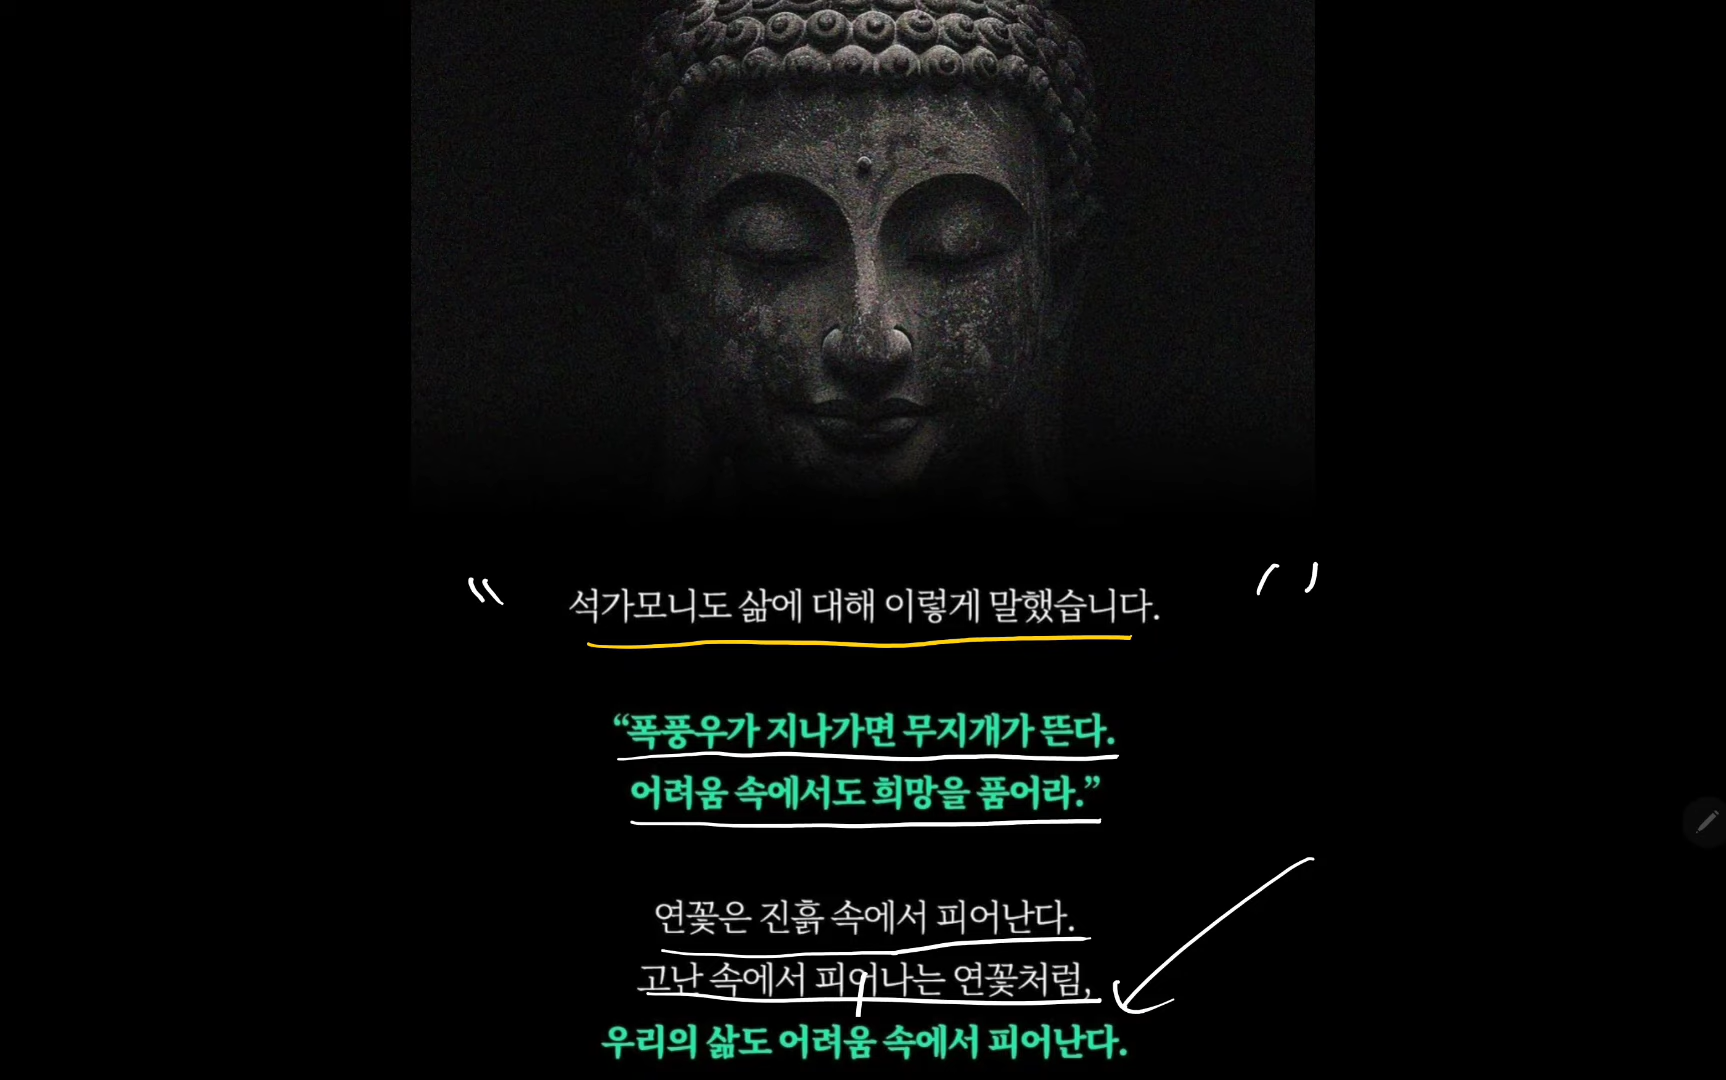 석가모니도 삶에 대해 이렇게 말했습니다.
“폭풍우가 지나가면 무지개가 뜬다.
어려움 속에서도 희망을 품어라.”
연꽃은 진흙 속에서 피어난다.
고난 속에서 피어나는 연꽃처럼,
우리의 삶도 어려움 속에서 피어난다.